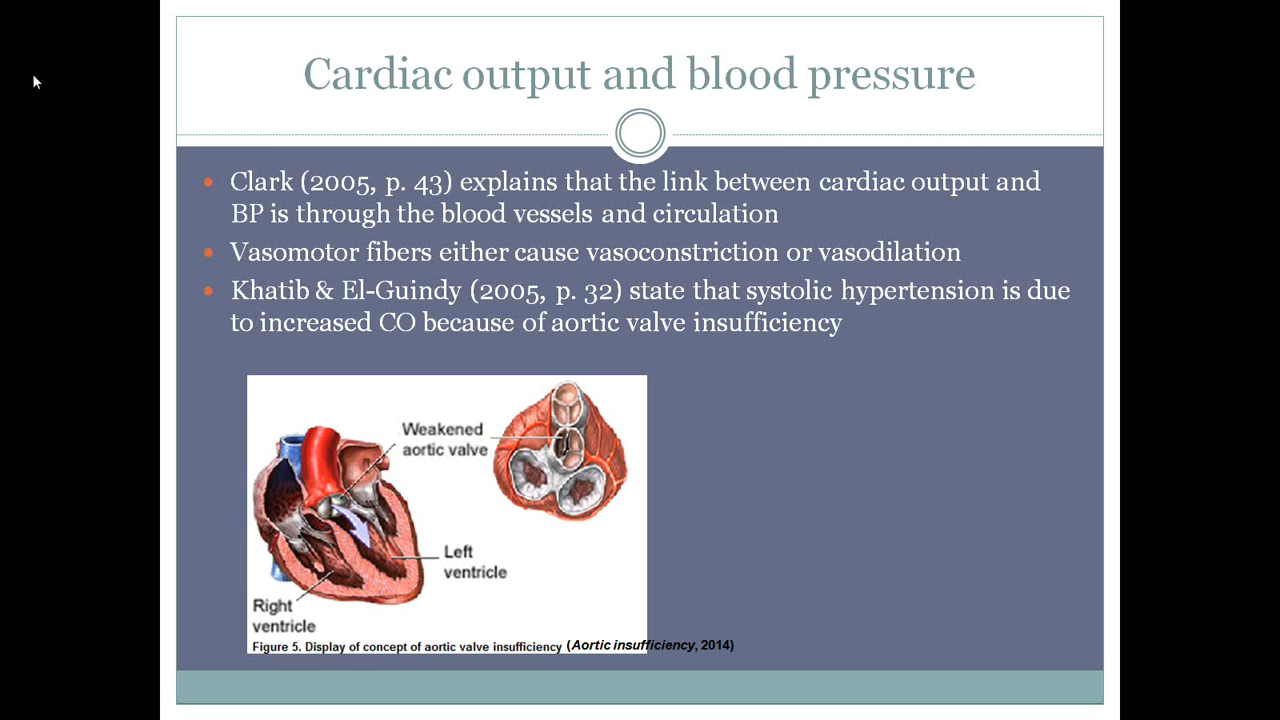 Cardiac output and blood pressure
• Clark (2005, p. 43) explains that the link between cardiac output and
BP is through the blood vessels and circulation
• Vasomotor fibers either cause vasoconstriction or vasodilation
• Khatib & El-Guindy (2005, p. 32) state that systolic hypertension is due
to increased CO because of aortic valve insufficiency
Weakened
aortic valve
Left
ventricle
Right
ventricle
Figure 5. Display of concept of aortic valve insufficiency (Aortic insufficiency, 2014)